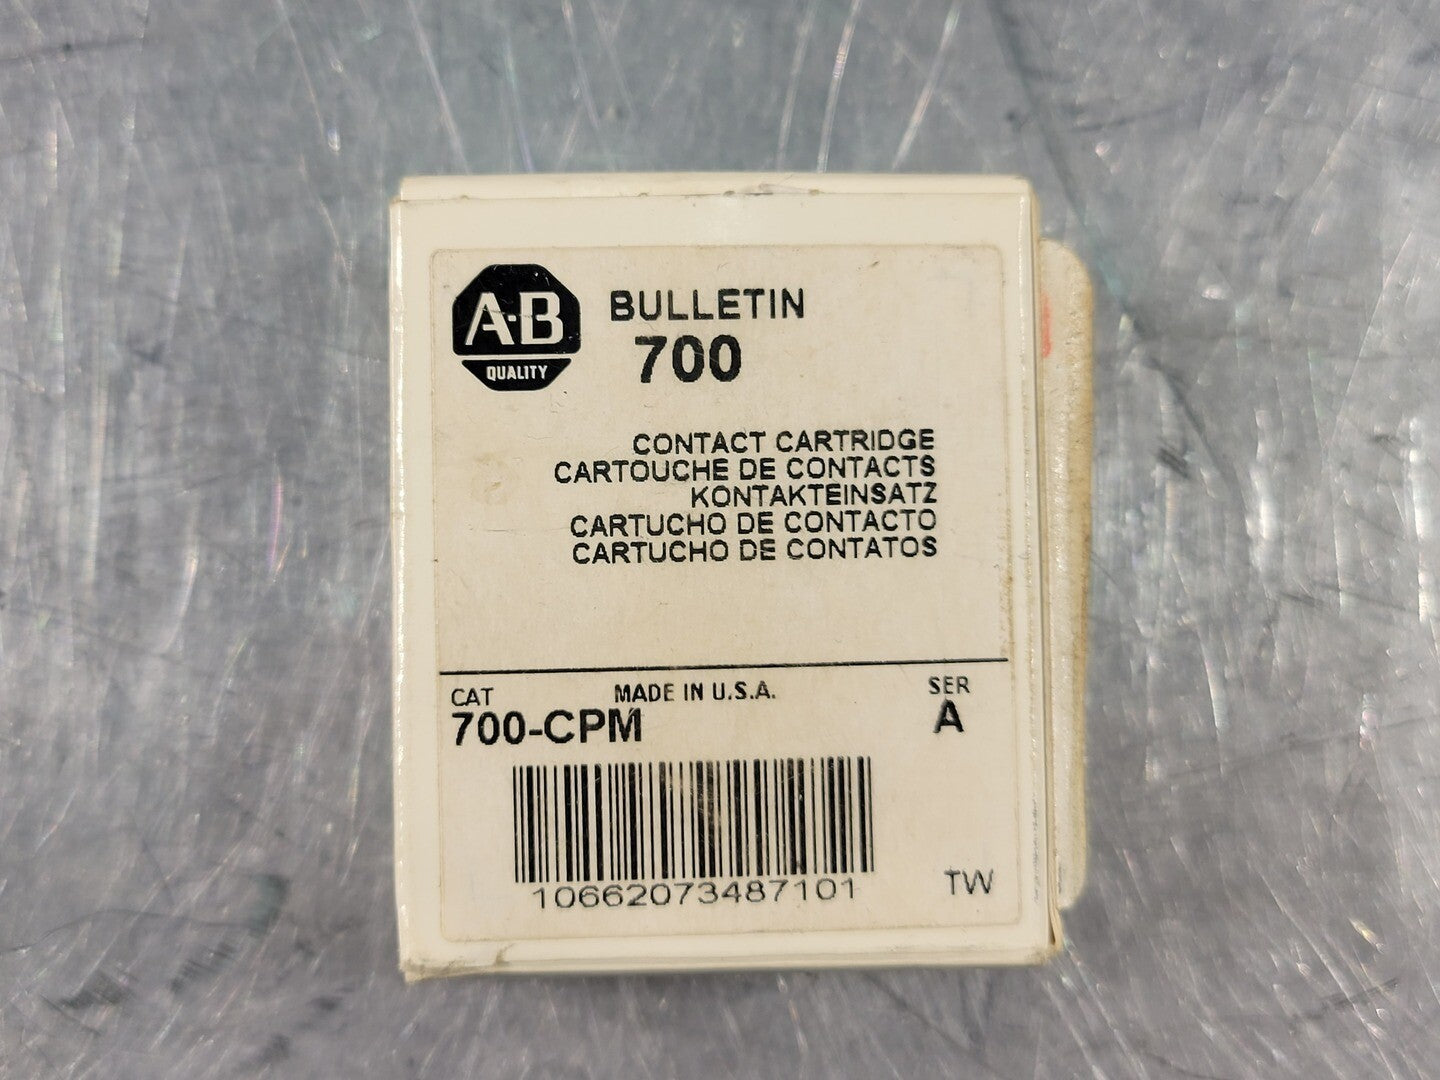 A-B
QUALITY
BULLETIN
700
CONTACT CARTRIDGE
CARTOUCHE DE CONTACTS
KONTAKTEINSATZ
CARTUCHO DE CONTACTO
CARTUCHO DE CONTATOS
CAT MADE IN U.S.A. SER
700-CPM A
10662073487101
TW